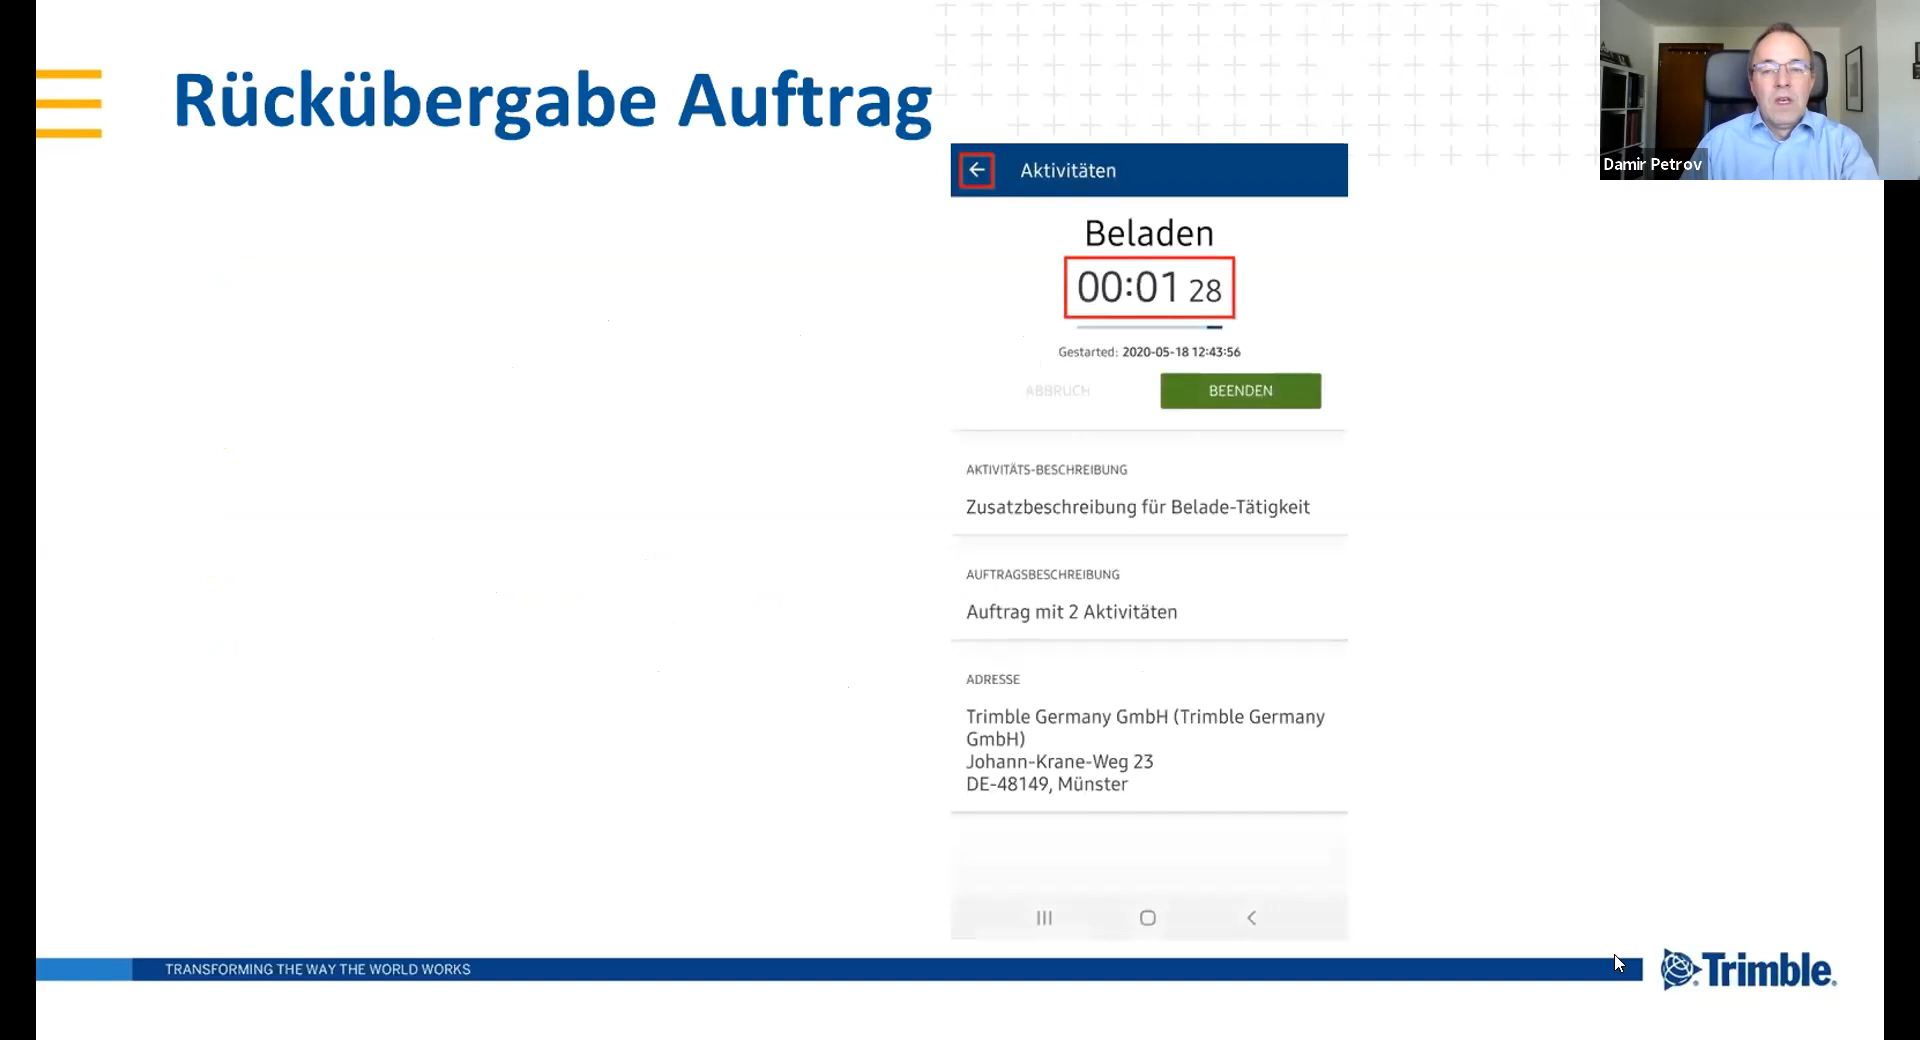 Rückübergabe Auftrag
Damir Petrov
Aktivitäten
Beladen
00:01 28
Gestarted: 2020-05-18 12:43:56
ABBRUCH
BEENDEN
AKTIVITÄTS-BESCHREIBUNG
Zusatzbeschreibung für Belade-Tätigkeit
AUFTRAGSBESCHREIBUNG
Auftrag mit 2 Aktivitäten
ADRESSE
Trimble Germany GmbH (Trimble Germany
GmbH)
Johann-Krane-Weg 23
DE-48149, Münster
TRANSFORMING THE WAY THE WORLD WORKS
Trimble.